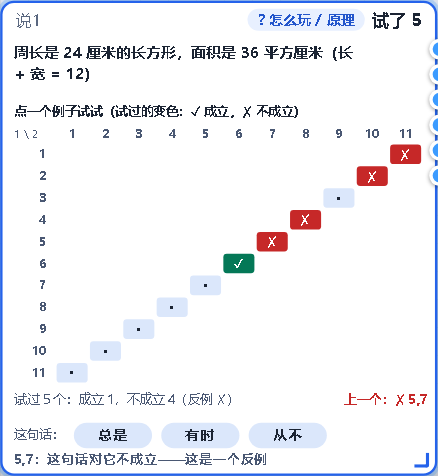 说1 ? 怎么玩 / 原理 试了 5
周长是 24 厘米的长方形，面积是 36 平方厘米（长
+ 宽 = 12）
点一个例子试试（试过的变色：✓ 成立，✗ 不成立）
1 \ 2 1 2 3 4 5 6 7 8 9 10 11
1 ✗
2 ✗
3 •
4 ✗
5 ✗
6 ✓
7 •
8 •
9 •
10 •
11 •
试过 5 个：成立 1，不成立 4（反例 ✗） 上一个：✗ 5,7
这句话： 总是 有时 从不
5,7：这句话对它不成立——这是一个反例